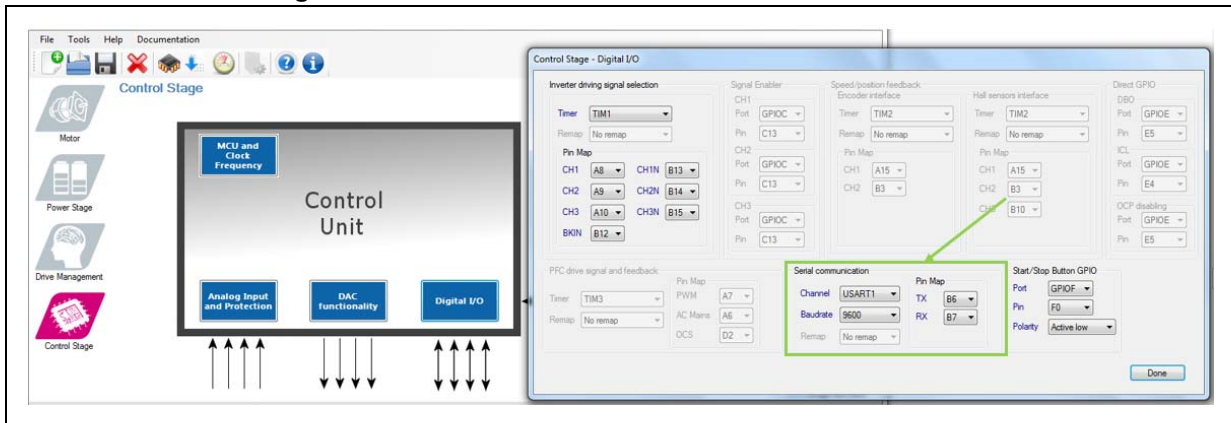 File Tools Help Documentation
Control Stage
Motor
Power Stage
Drive Management
Control Stage
MCU and
Clock
Frequency
Control
Unit
Analog Input
and Protection
DAC
functionality
Digital I/O
Control Stage - Digital I/O
Inverter driving signal selection
Timer TIM1
Remap No remap
Pin Map
CH1 A8 CH1N B13
CH2 A9 CH2N B14
CH3 A10 CH3N B15
BKIN B12
Signal Enabler
CH1
Port GPIOC
Pin C13
CH2
Port GPIOC
Pin C13
CH3
Port GPIOC
Pin C13
Speed/position feedback
Encoder interface
Timer TIM2
Remap No remap
Pin Map
CH1 A15
CH2 B3
Hall sensors interface
Timer TIM2
Remap No remap
Pin Map
CH1 A15
CH2 B3
B10
Direct GPIO
DBO
Port GPIOE
Pin E5
ICL
Port GPIOE
Pin E4
OCP disabling
Port GPIOE
Pin E5
PFC drive signal and feedback
Timer TIM3
Remap No remap
Pin Map
PWM A7
AC Mains A6
OCS D2
Serial communication
Channel USART1
Baudrate 9600
Remap No remap
Pin Map
TX B6
RX B7
Start/Stop Button GPIO
Port GPIOF
Pin F0
Polarity Active low
Done